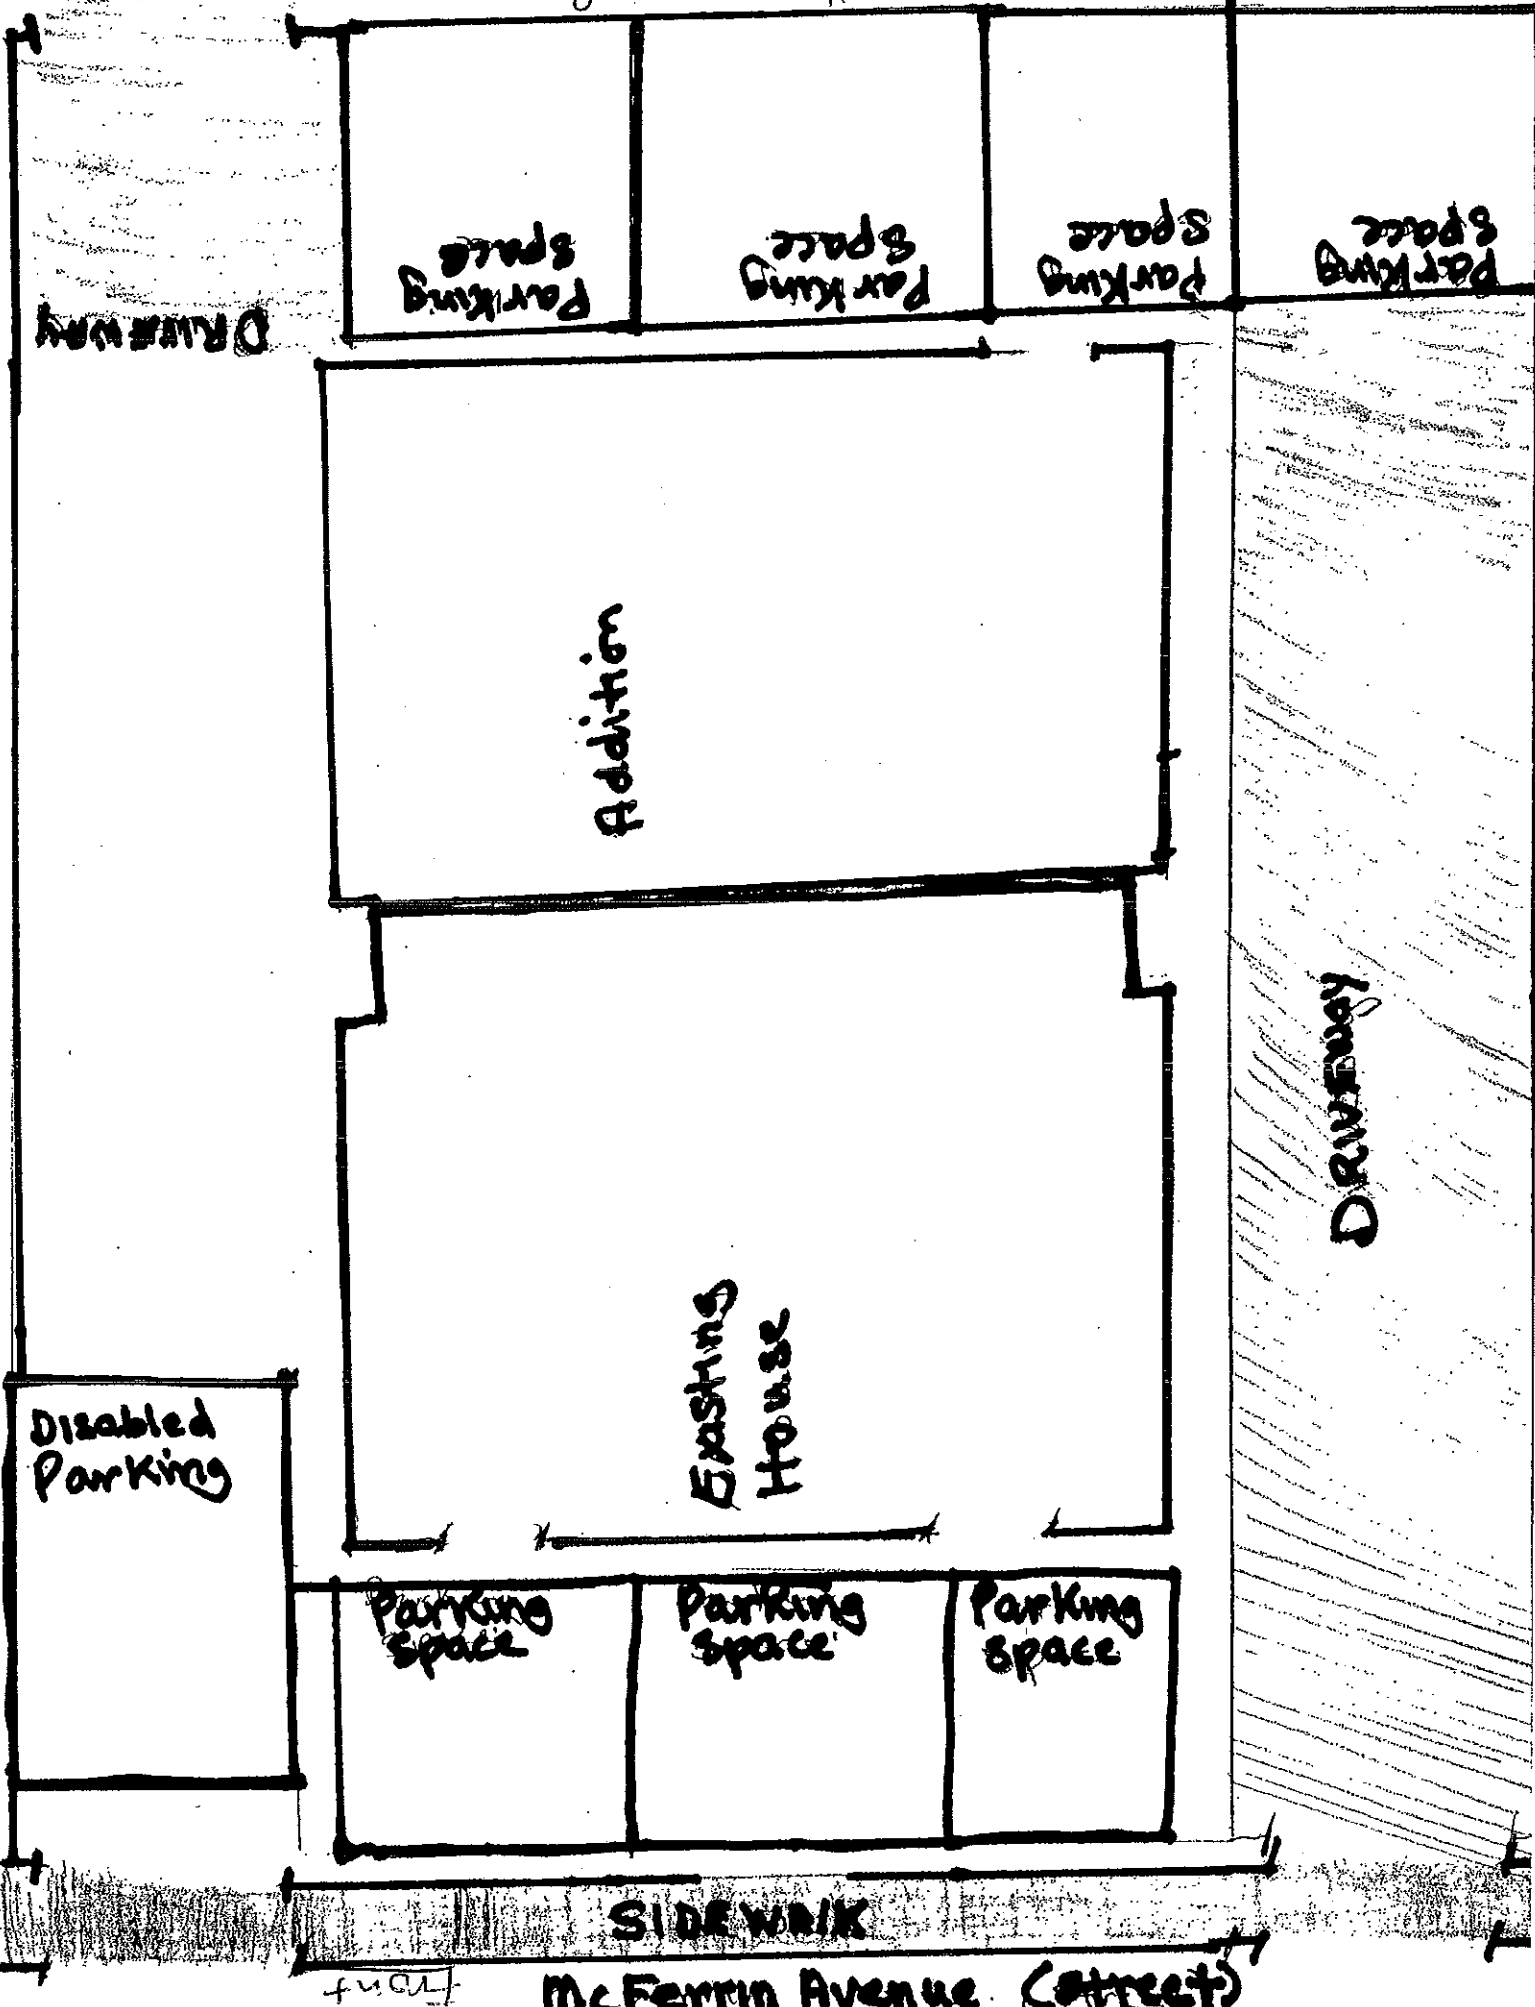 Parking
Space
Parking
Space
Parking
Space
Parking
Space
DRIVEWAY
Addition
DRIVEWAY
Existing
House
Disabled
Parking
Parking
space
Parking
space
Parking
space
SIDEWALK
front
McFerrin Avenue (street)